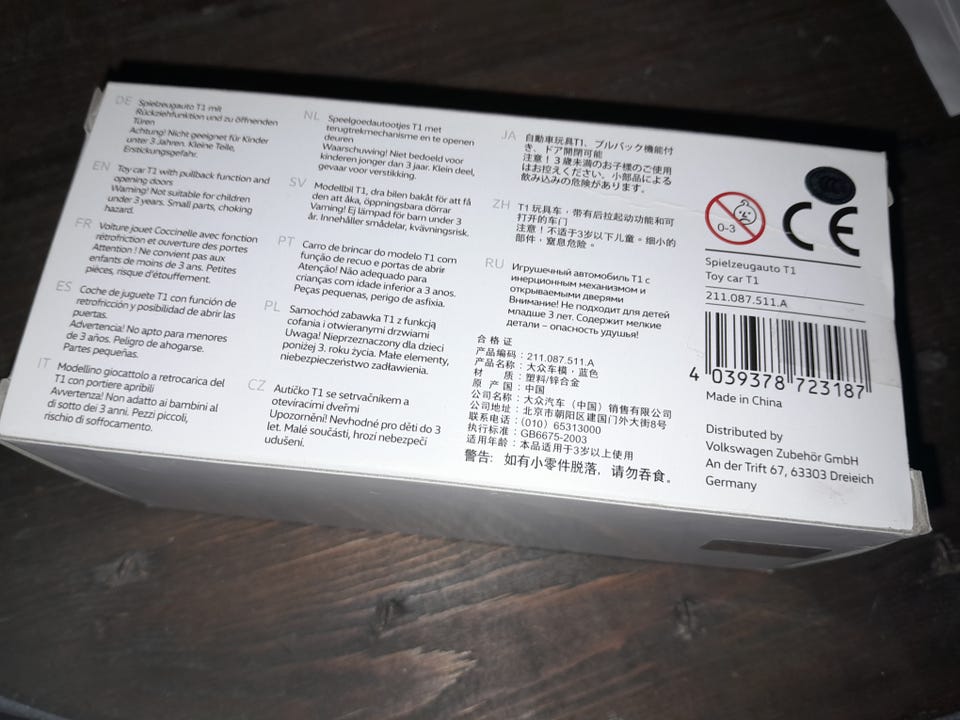 DE Spielzeugauto T1 mit
Rückziehfunktion und zu öffnenden
Türen
Achtung! Nicht geeignet für Kinder
unter 3 Jahren. Kleine Teile,
Erstickungsgefahr.
EN Toy car T1 with pullback function and
opening doors
Warning! Not suitable for children
under 3 years. Small parts, choking
hazard.
FR Voiture jouet Coccinelle avec fonction
rétrofriction et ouverture des portes
Attention ! Ne convient pas aux
enfants de moins de 3 ans. Petites
pièces, risque d'étouffement.
ES Coche de juguete T1 con función de
retrofricción y posibilidad de abrir las
puertas.
Advertencia! No apto para menores
de 3 años. Peligro de ahogarse.
Partes pequeñas.
IT Modellino giocattolo a retrocarica del
T1 con portiere apribili
Avvertenza! Non adatto ai bambini al
di sotto dei 3 anni. Pezzi piccoli,
rischio di soffocamento.
NL Speelgoedautootjes T1 met
terugtrekmechanisme en te openen
deuren
Waarschuwing! Niet bedoeld voor
kinderen jonger dan 3 jaar. Klein deel,
gevaar voor verstikking.
SV Modellbil T1, dra bilen bakåt för att få
den att åka, öppningsbara dörrar
Varning! Ej lämpad för barn under 3
år. Innehåller smådelar, kvävningsrisk.
PT Carro de brincar do modelo T1 com
função de recuo e portas de abrir
Atenção! Não adequado para
crianças com idade inferior a 3 anos.
Peças pequenas, perigo de asfixia.
PL Samochód zabawka T1 z funkcją
cofania i otwieranymi drzwiami
Uwaga! Nieprzeznaczony dla dzieci
poniżej 3. roku życia. Małe elementy,
niebezpieczeństwo zadławienia.
CZ Autíčko T1 se setrvačníkem a
otevíracími dveřmi
Upozornění! Nevhodné pro děti do 3
let. Malé součásti, hrozí nebezpečí
udušení.
JA 自動車玩具T1、プルバック機能付
き、ドア開閉可能
注意！3歳未満のお子様のご使用
はお控えください。小部品による
飲み込みの危険があります。
ZH T1 玩具车，带有后拉起动功能和可
打开的车门
注意！不适于3岁以下儿童。细小的
部件，窒息危险。
RU Игрушечный автомобиль T1 с
инерционным механизмом и
открываемыми дверями
Внимание! Не подходит для детей
младше 3 лет. Содержит мелкие
детали – опасность удушья!
合格证
产品编码：211.087.511.A
产品名称：大众车模，蓝色
材 质：塑料/锌合金
原产国：中国
公司名称：大众汽车（中国）销售有限公司
公司地址：北京市朝阳区建国门外大街8号
联系电话：(010) 65313000
执行标准：GB6675-2003
适用年龄：本品适用于3岁以上使用
警告：如有小零件脱落，请勿吞食。
0-3
CE
Spielzeugauto T1
Toy car T1
211.087.511.A
4 039378 723187
Made in China
Distributed by
Volkswagen Zubehör GmbH
An der Trift 67, 63303 Dreieich
Germany